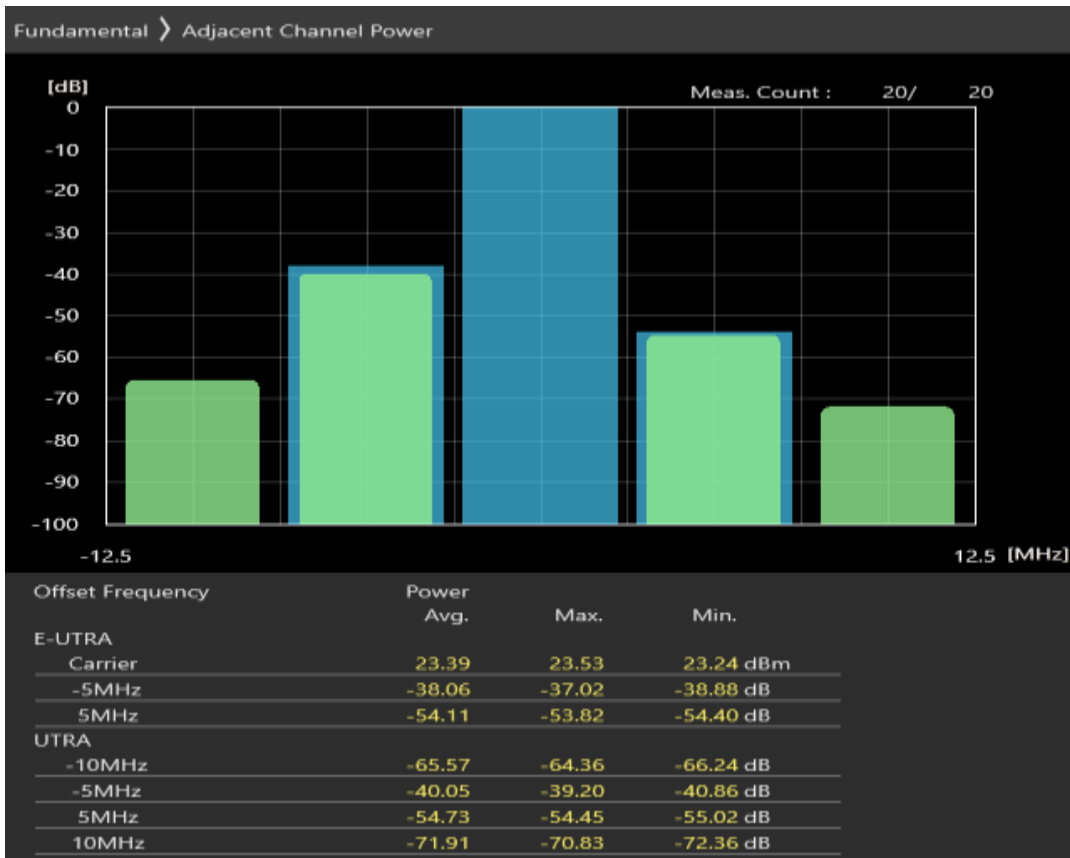 Fundamental ❯ Adjacent Channel Power
[dB]
Meas. Count : 20/ 20
0
-10
-20
-30
-40
-50
-60
-70
-80
-90
-100
-12.5 12.5 [MHz]
Offset Frequency Power
Avg. Max. Min.
E-UTRA
Carrier 23.39 23.53 23.24 dBm
-5MHz -38.06 -37.02 -38.88 dB
5MHz -54.11 -53.82 -54.40 dB
UTRA
-10MHz -65.57 -64.36 -66.24 dB
-5MHz -40.05 -39.20 -40.86 dB
5MHz -54.73 -54.45 -55.02 dB
10MHz -71.91 -70.83 -72.36 dB